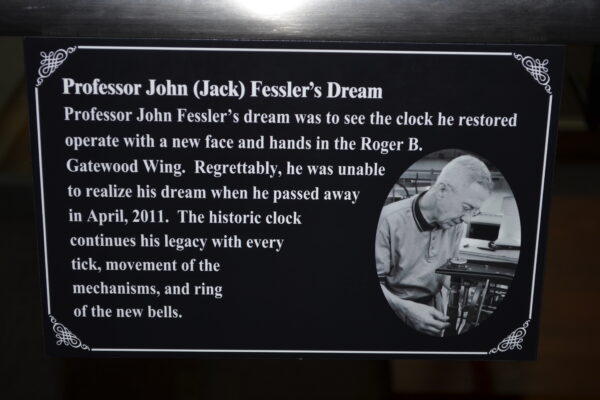 Professor John (Jack) Fessler's Dream
Professor John Fessler's dream was to see the clock he restored
operate with a new face and hands in the Roger B.
Gatewood Wing. Regrettably, he was unable
to realize his dream when he passed away
in April, 2011. The historic clock
continues his legacy with every
tick, movement of the
mechanisms, and ring
of the new bells.